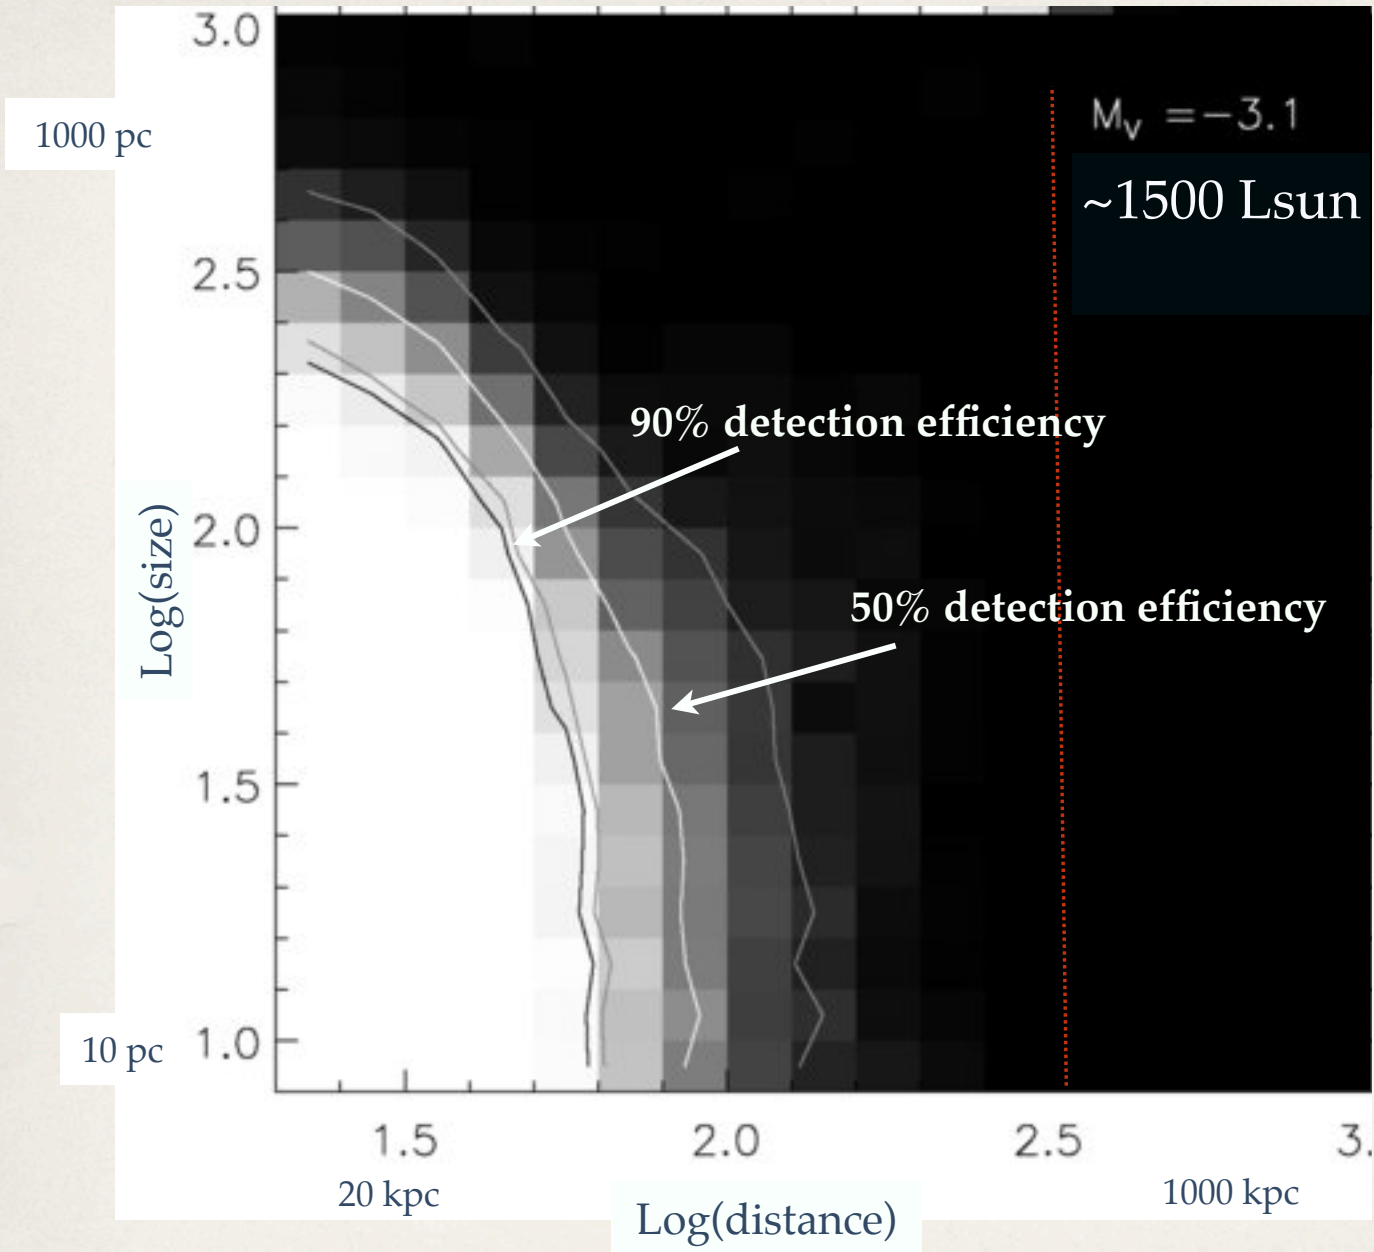 3.0
1000 pc
Mv =−3.1
~1500 Lsun
2.5
90% detection efficiency
2.0
Log(size)
50% detection efficiency
1.5
10 pc
1.0
1.5
2.0
2.5
3.
20 kpc
1000 kpc
Log(distance)